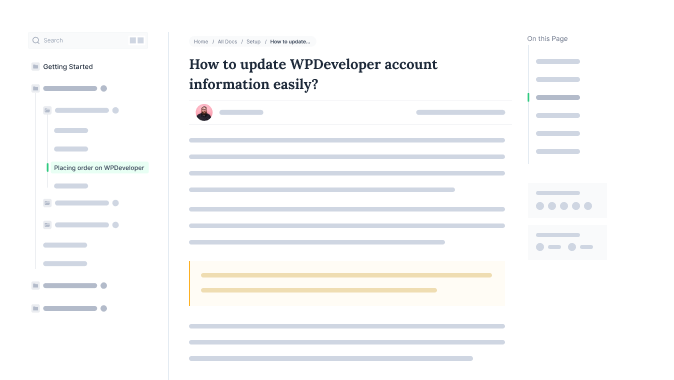 Search
Getting Started
Placing order on WPDeveloper
Home / All Docs / Setup / How to update...
How to update WPDeveloper account
information easily?
On this Page